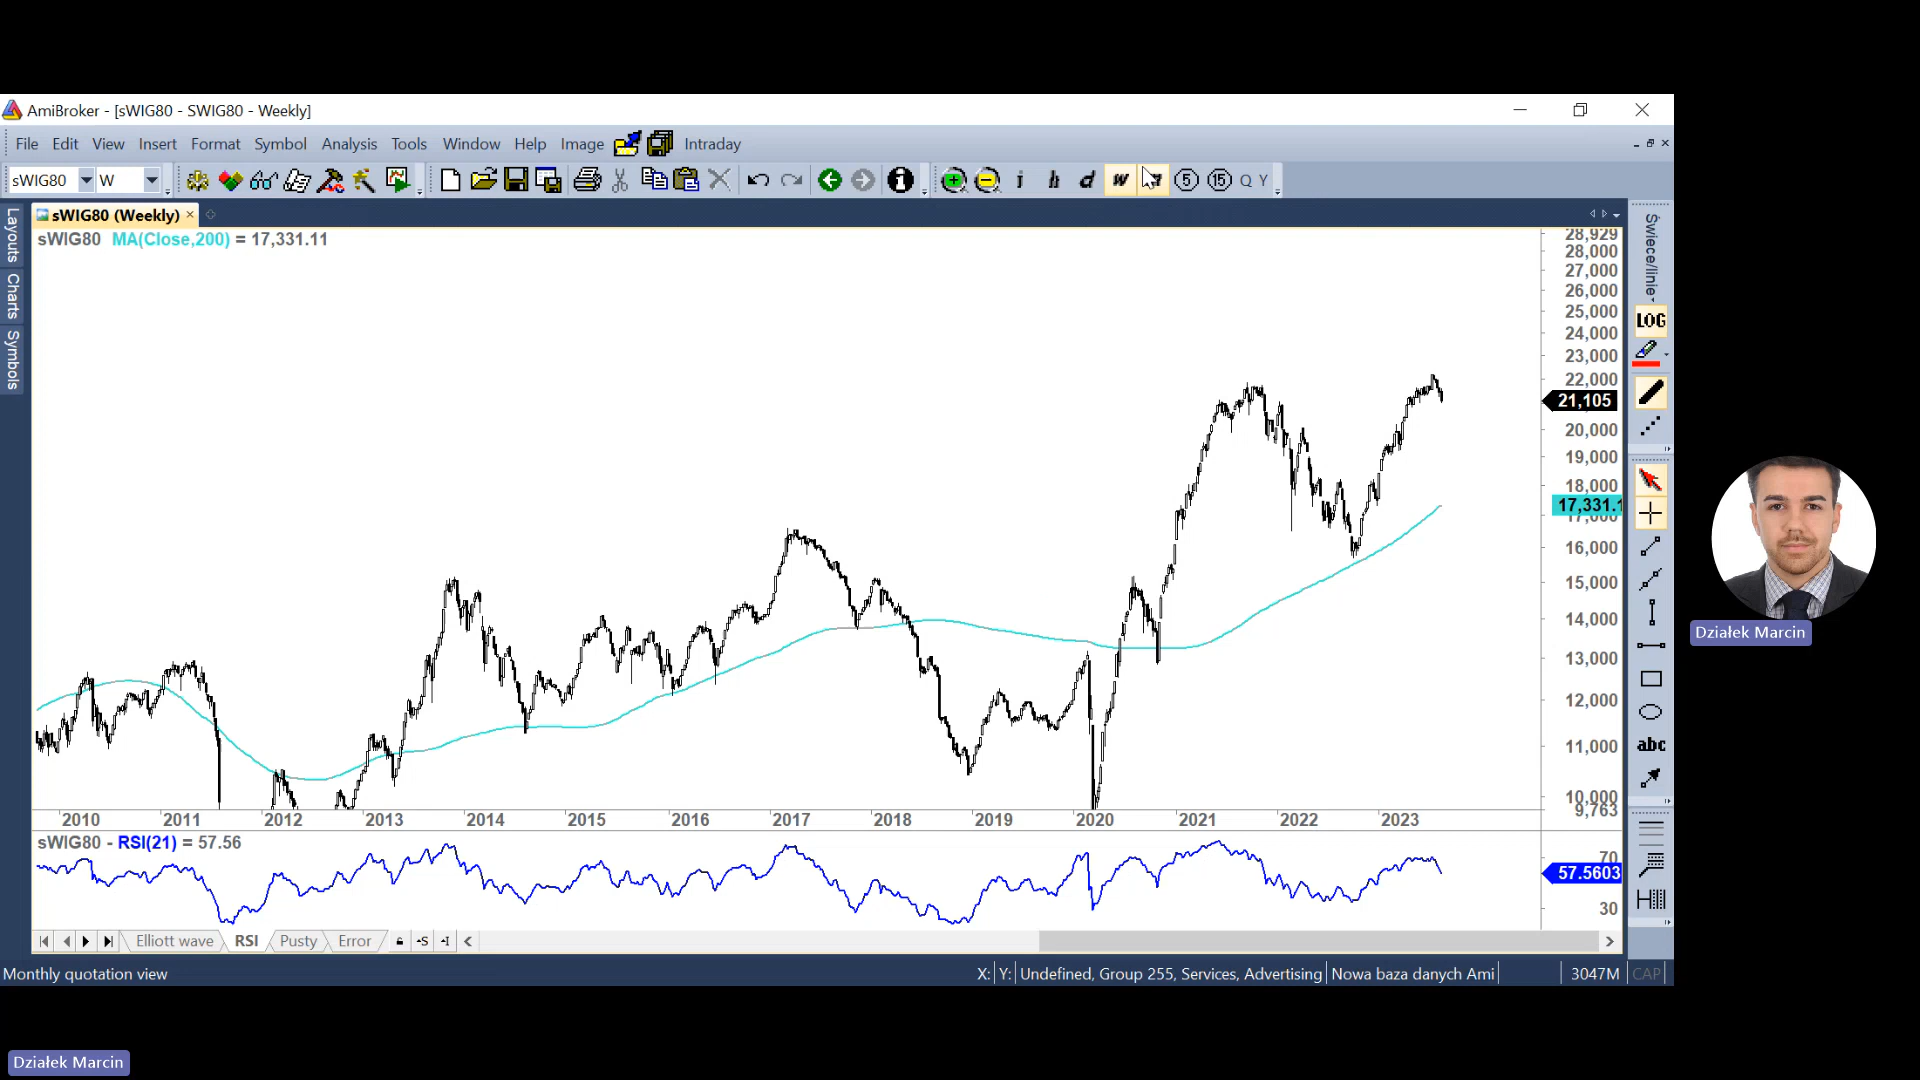 AmiBroker - [sWIG80 - SWIG80 - Weekly]
File Edit View Insert Format Symbol Analysis Tools Window Help Image Intraday
sWIG80 W i h d w 5 15 Q Y
sWIG80 (Weekly)
Layouts
Charts
Symbols
sWIG80 MA(Close,200) = 17,331.11
28,929
28,000
27,000
26,000
25,000
24,000
23,000
22,000
21,105
20,000
19,000
18,000
17,331.1
17,000
16,000
15,000
14,000
13,000
12,000
11,000
10,000
9,763
2010 2011 2012 2013 2014 2015 2016 2017 2018 2019 2020 2021 2022 2023
sWIG80 - RSI(21) = 57.56
70
57.5603
30
Elliott wave RSI Pusty Error S I
Monthly quotation view
X: Y: Undefined, Group 255, Services, Advertising Nowa baza danych Ami 3047M CAP
Świece/linie
LOG
abc
Działek Marcin
Działek Marcin